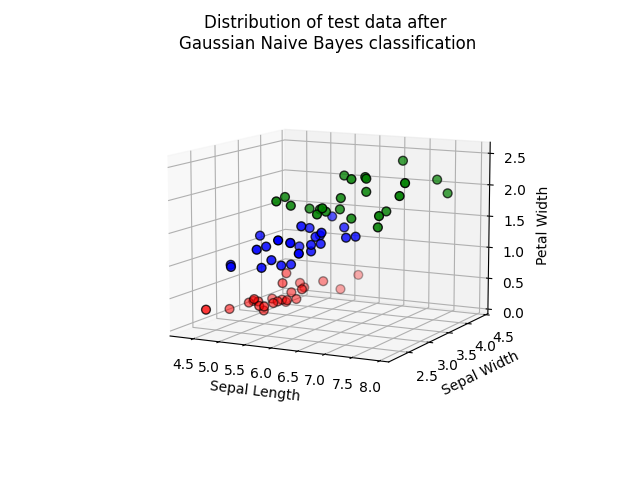 Distribution of test data after
Gaussian Naive Bayes classification
2.5
2.0
1.5
1.0
0.5
0.0
Petal Width
4.5 5.0 5.5 6.0 6.5 7.0 7.5 8.0
Sepal Length
2.5 3.0 3.5 4.0 4.5
Sepal Width